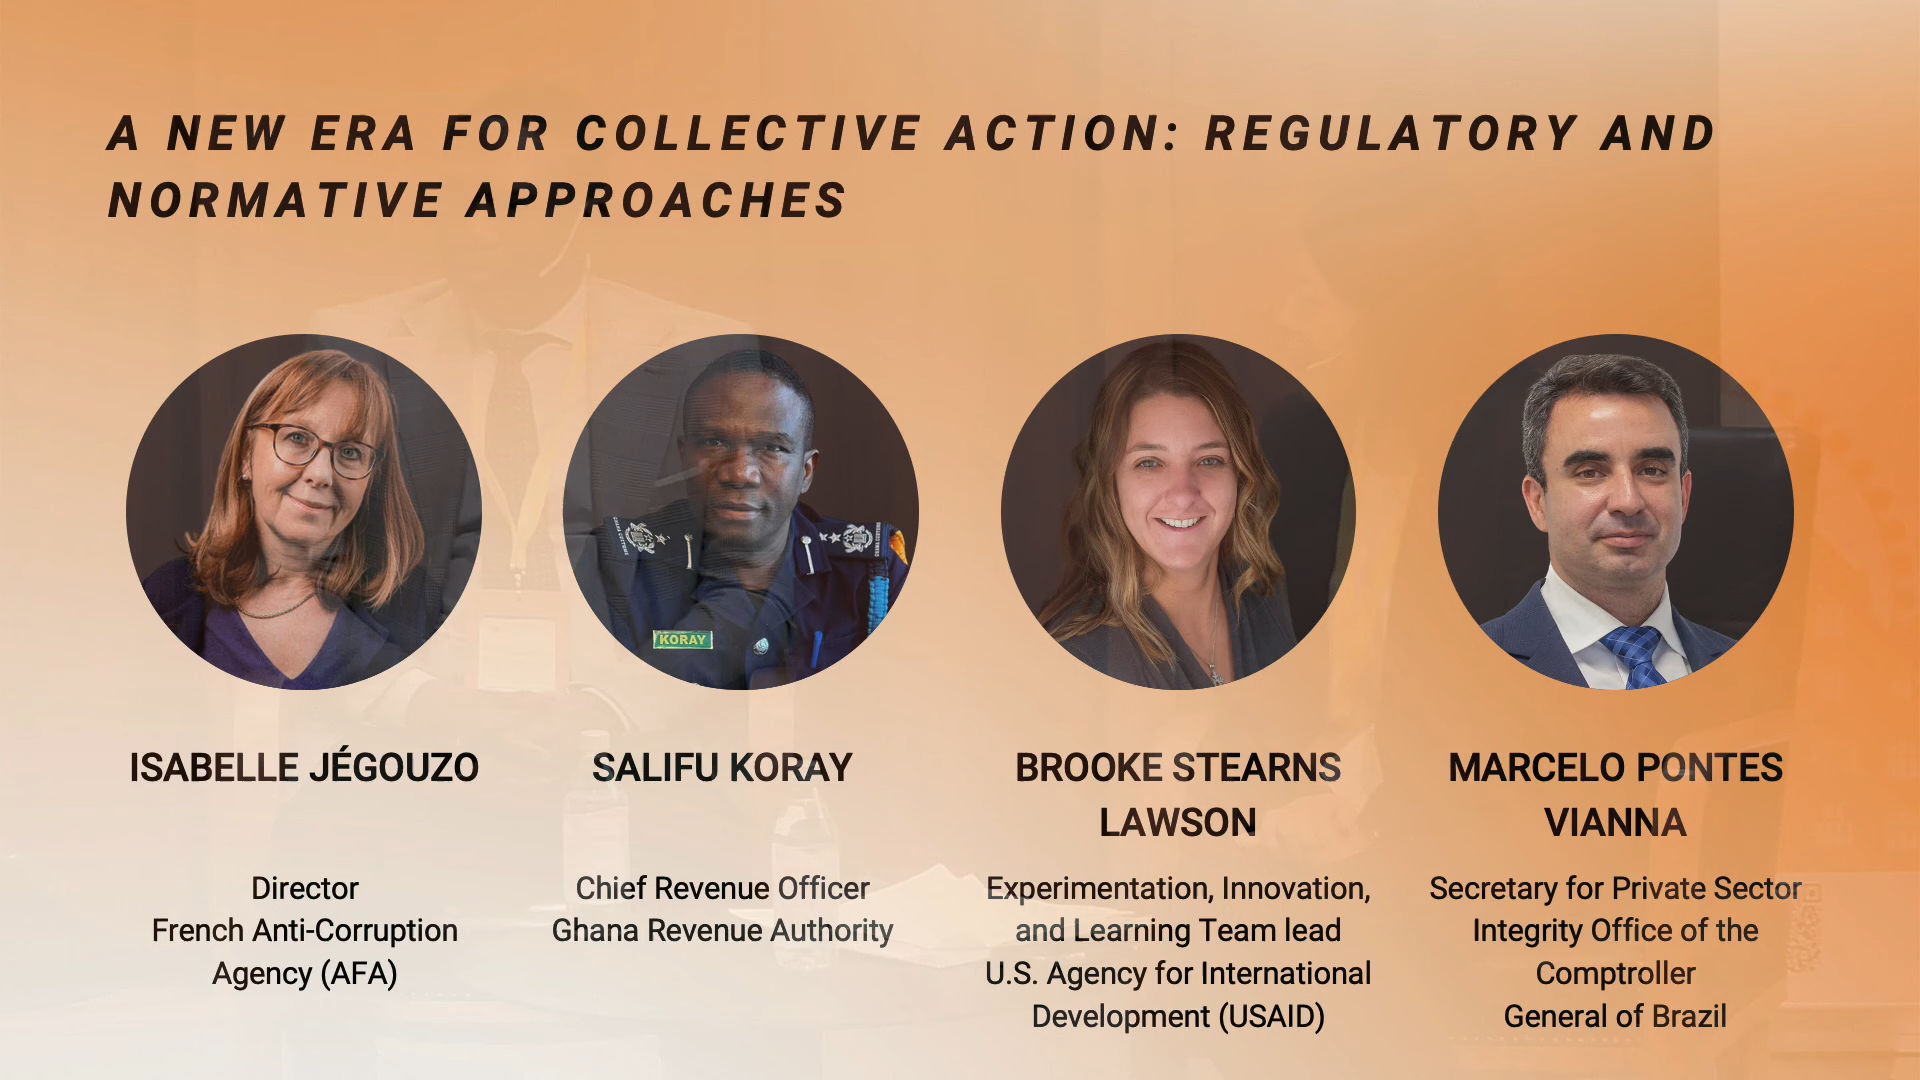 A NEW ERA FOR COLLECTIVE ACTION: REGULATORY AND
NORMATIVE APPROACHES
KORAY
ISABELLE JÉGOUZO
Director
French Anti-Corruption
Agency (AFA)
SALIFU KORAY
Chief Revenue Officer
Ghana Revenue Authority
BROOKE STEARNS
LAWSON
Experimentation, Innovation,
and Learning Team lead
U.S. Agency for International
Development (USAID)
MARCELO PONTES
VIANNA
Secretary for Private Sector
Integrity Office of the
Comptroller
General of Brazil